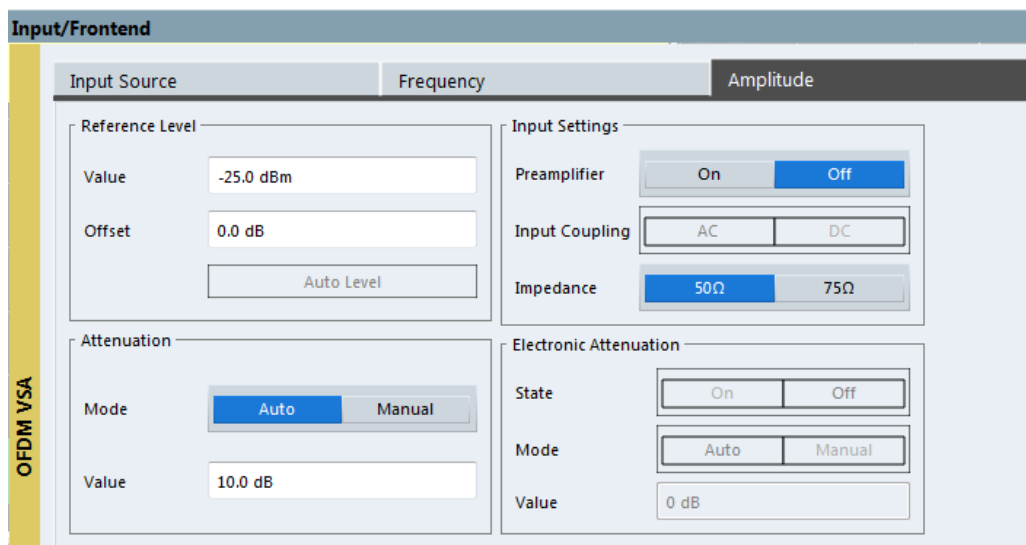 Input/Frontend
Input Source Frequency Amplitude
Reference Level
Value -25.0 dBm
Offset 0.0 dB
Auto Level
Input Settings
Preamplifier On Off
Input Coupling AC DC
Impedance 50Ω 75Ω
Attenuation
Mode Auto Manual
Value 10.0 dB
Electronic Attenuation
State On Off
Mode Auto Manual
Value 0 dB
OFDM VSA